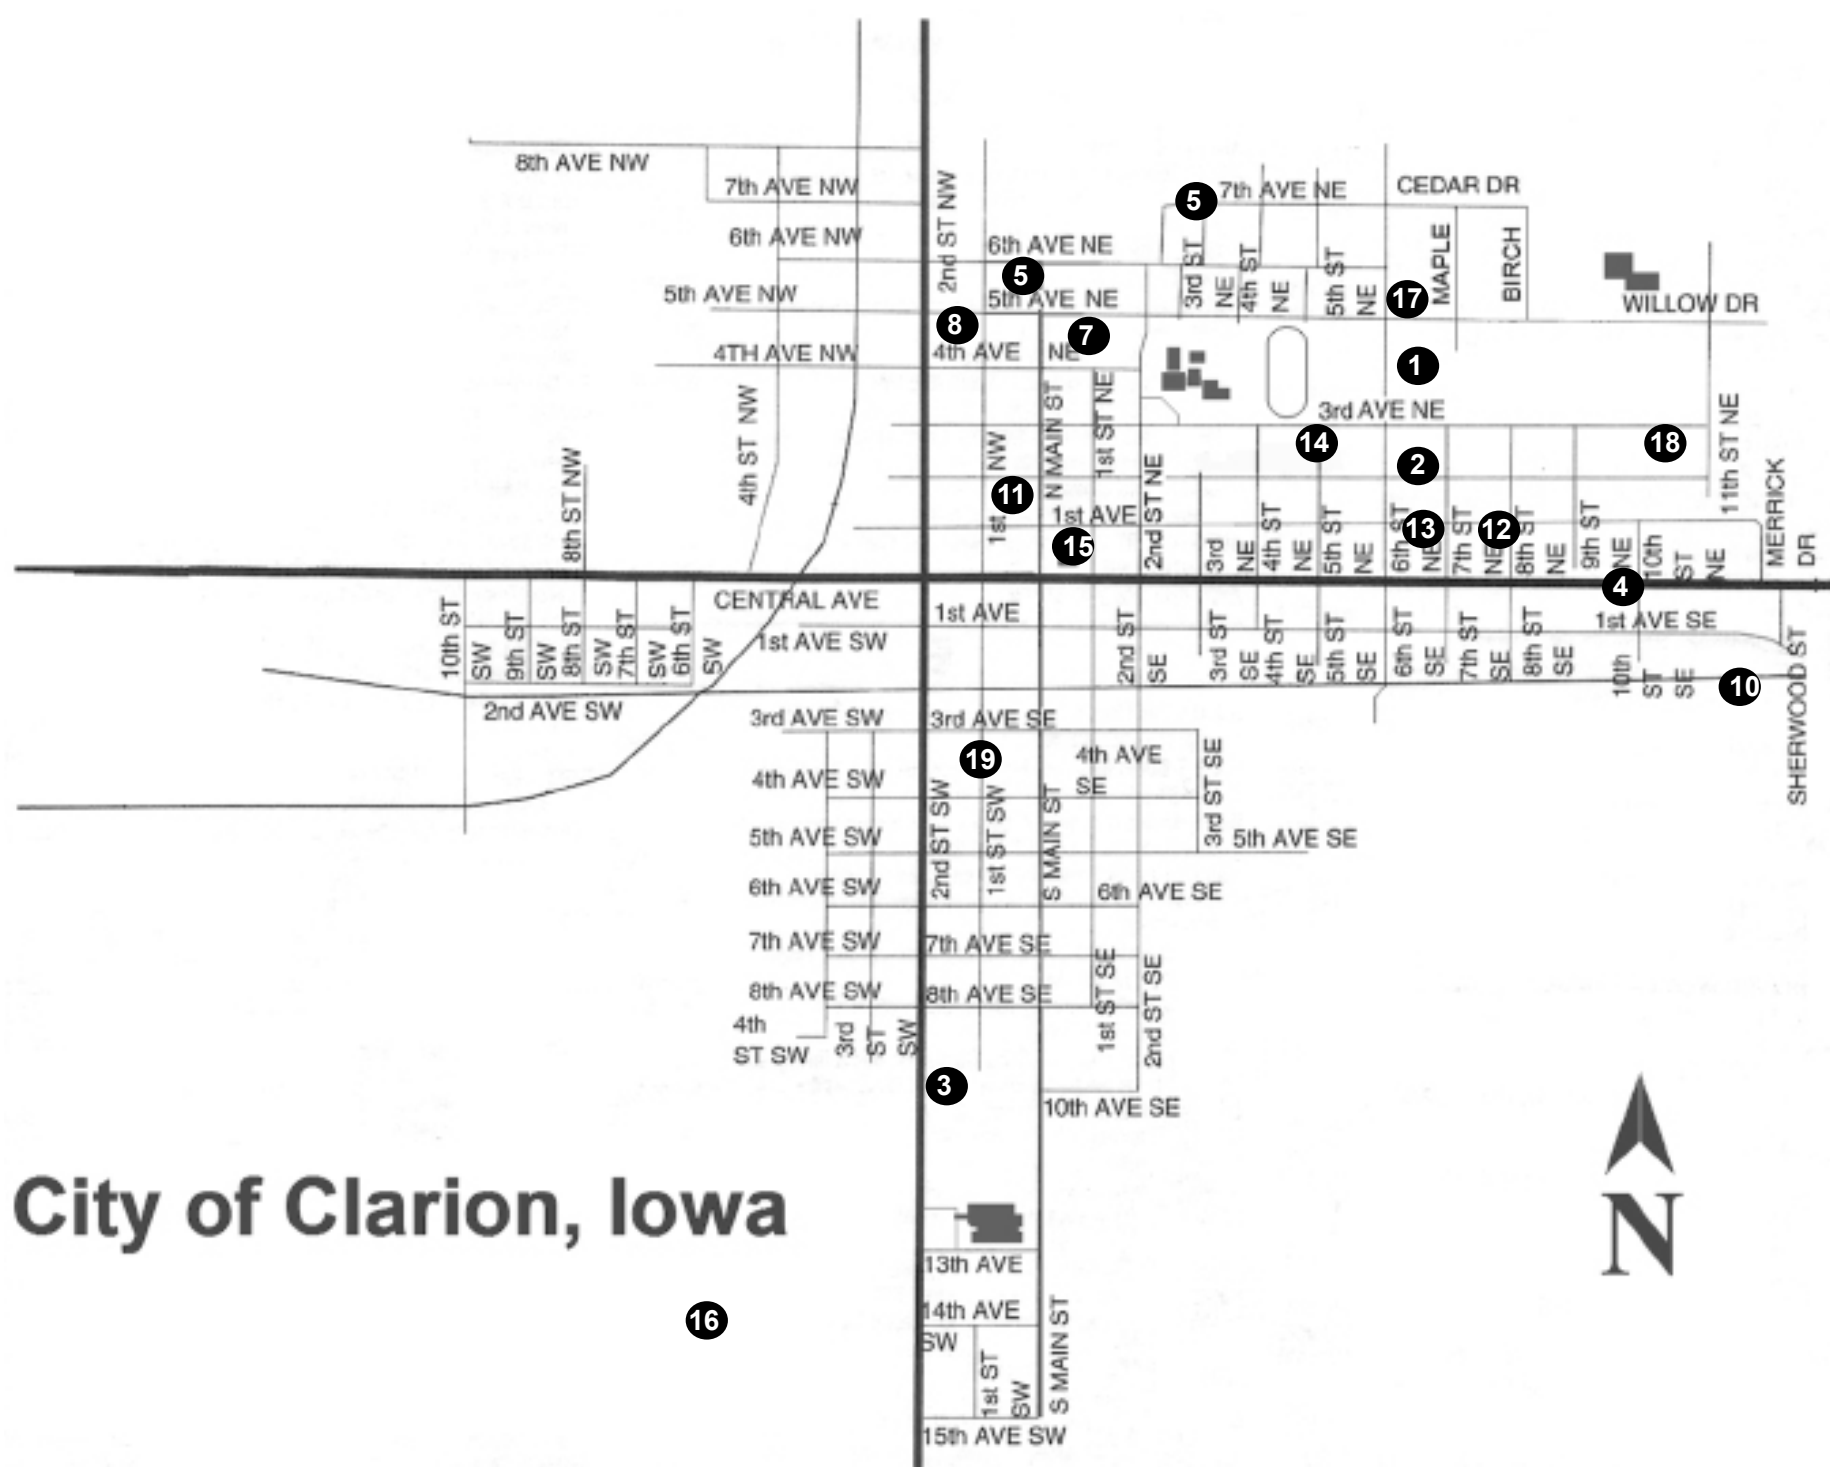 8th AVE NW
7th AVE NW
2nd ST NW
5
7th AVE NE
CEDAR DR
6th AVE NW
6th AVE NE
3rd ST
NE
4th ST
NE
5th ST
NE
MAPLE
BIRCH
5
5th AVE NW
5th AVE NE
17
WILLOW DR
8
7
4TH AVE NW
4th AVE
NE
1
4th ST NW
N MAIN ST
1st ST NE
3rd AVE NE
11th ST NE
14
18
8th ST NW
1st
NW
2
2nd ST NE
MERRICK
DR
11
1st AVE
13
12
15
3rd
NE
4th ST
NE
5th ST
NE
6th ST
NE
7th ST
NE
8th ST
NE
9th ST
NE
10th
ST
NE
4
CENTRAL AVE
1st AVE
1st AVE SE
1st AVE SW
10th ST
SW
9th ST
SW
8th ST
SW
7th ST
SW
6th ST
SW
2nd ST
SE
3rd ST
SE
4th ST
SE
5th ST
SE
6th ST
SE
7th ST
SE
8th ST
SE
10th
ST
SE
10
SHERWOOD ST
2nd AVE SW
3rd AVE SW
3rd AVE SE
19
4th AVE
SE
3rd ST SE
4th AVE SW
2nd ST SW
1st ST SW
S MAIN ST
5th AVE SW
5th AVE SE
6th AVE SW
6th AVE SE
7th AVE SW
7th AVE SE
8th AVE SW
8th AVE SE
1st ST SE
2nd ST SE
4th
ST SW
3rd
ST
SW
3
10th AVE SE
City of Clarion, Iowa
N
13th AVE
14th AVE
SW
16
1st ST
SW
S MAIN ST
15th AVE SW